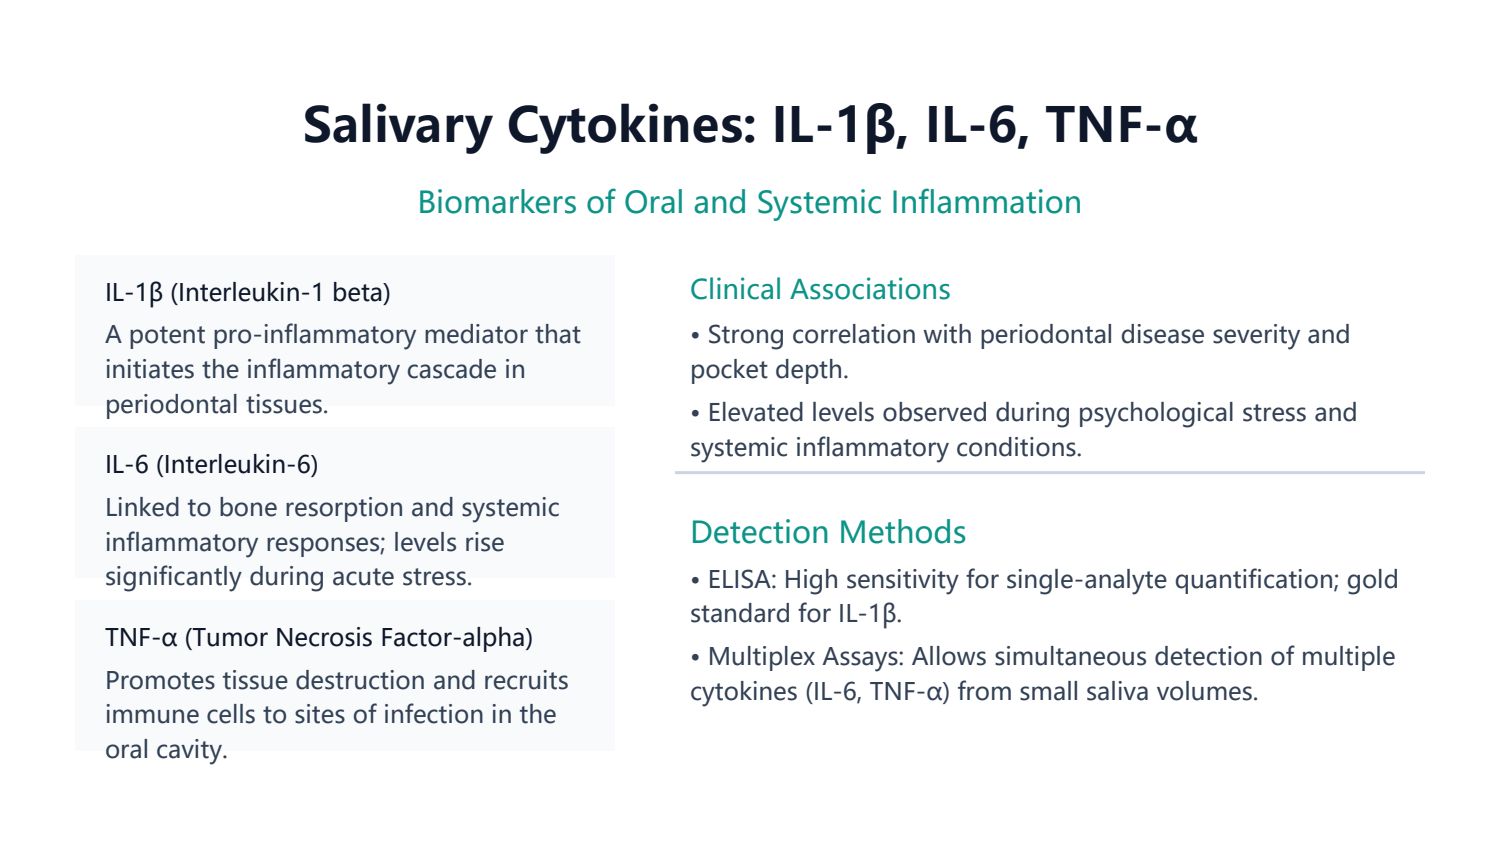 Salivary Cytokines: IL-1β, IL-6, TNF-α
Biomarkers of Oral and Systemic Inflammation
IL-1β (Interleukin-1 beta)
A potent pro-inflammatory mediator that
initiates the inflammatory cascade in
periodontal tissues.
IL-6 (Interleukin-6)
Linked to bone resorption and systemic
inflammatory responses; levels rise
significantly during acute stress.
TNF-α (Tumor Necrosis Factor-alpha)
Promotes tissue destruction and recruits
immune cells to sites of infection in the
oral cavity.
Clinical Associations
• Strong correlation with periodontal disease severity and
pocket depth.
• Elevated levels observed during psychological stress and
systemic inflammatory conditions.
Detection Methods
• ELISA: High sensitivity for single-analyte quantification; gold
standard for IL-1β.
• Multiplex Assays: Allows simultaneous detection of multiple
cytokines (IL-6, TNF-α) from small saliva volumes.